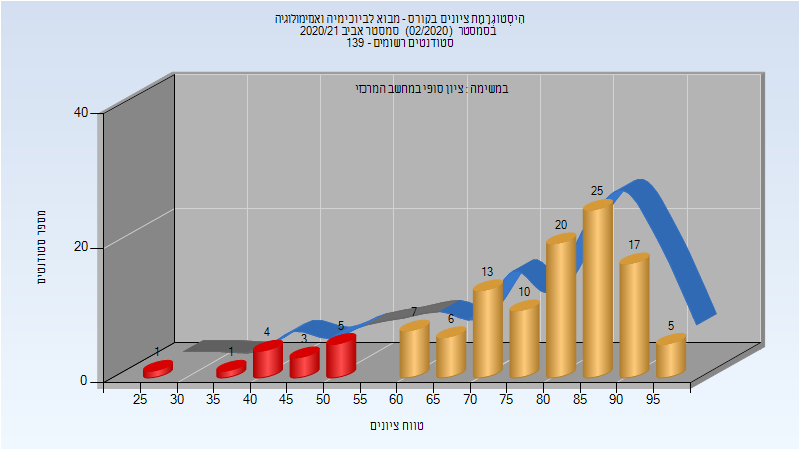 היסטוגרמת ציונים בקורס - מבוא לביוכימיה ואנזימולוגיה
בסמסטר (02/2020) סמסטר אביב 2020/21
סטודנטים רשומים - 139
במשימה : ציון סופי במחשב המרכזי
מספר סטודנטים
40
20
0
1
1
4
3
5
7
6
13
10
20
25
17
5
25 30 35 40 45 50 55 60 65 70 75 80 85 90 95
טווח ציונים